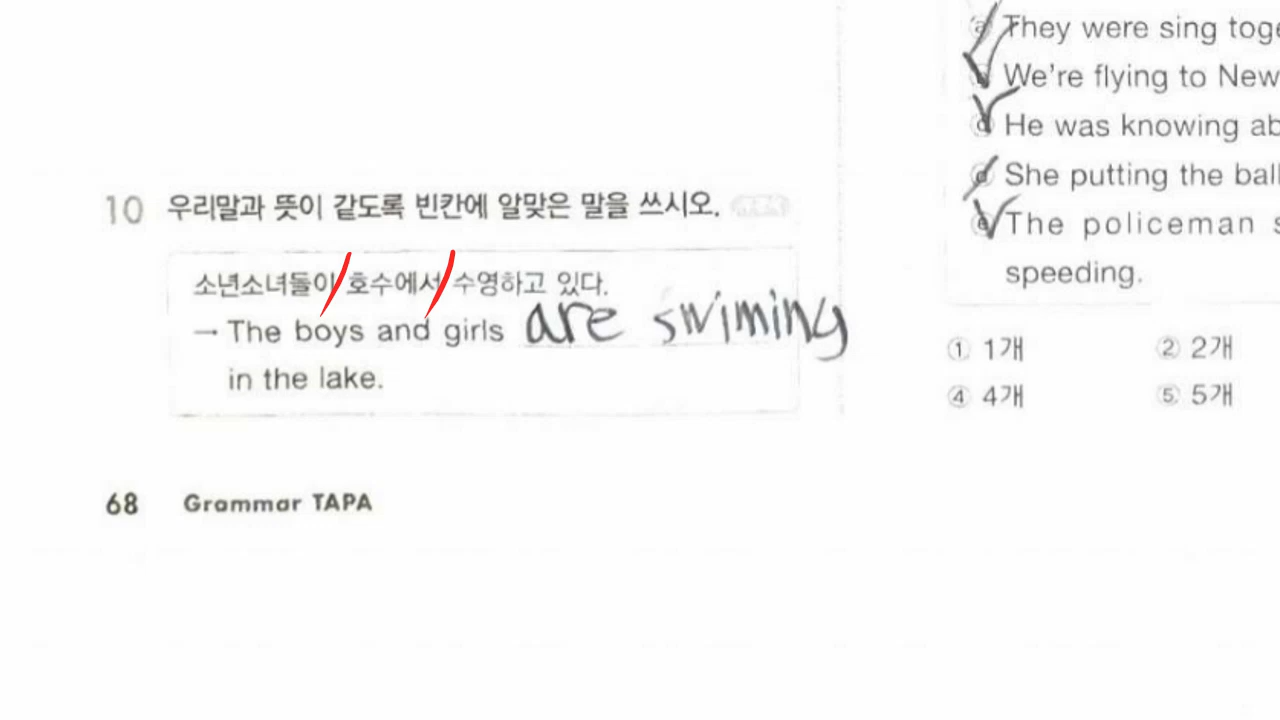 They were sing
We're flying to New
He was knowing
She putting the ball
The policeman
speeding.
① 1개 ② 2개
④ 4개 ⑤ 5개
10 우리말과 뜻이 같도록 빈칸에 알맞은 말을 쓰시오.
소년소녀들이 호수에서 수영하고 있다.
→ The boys and girls are swiming
in the lake.
68 Grammar TAPA